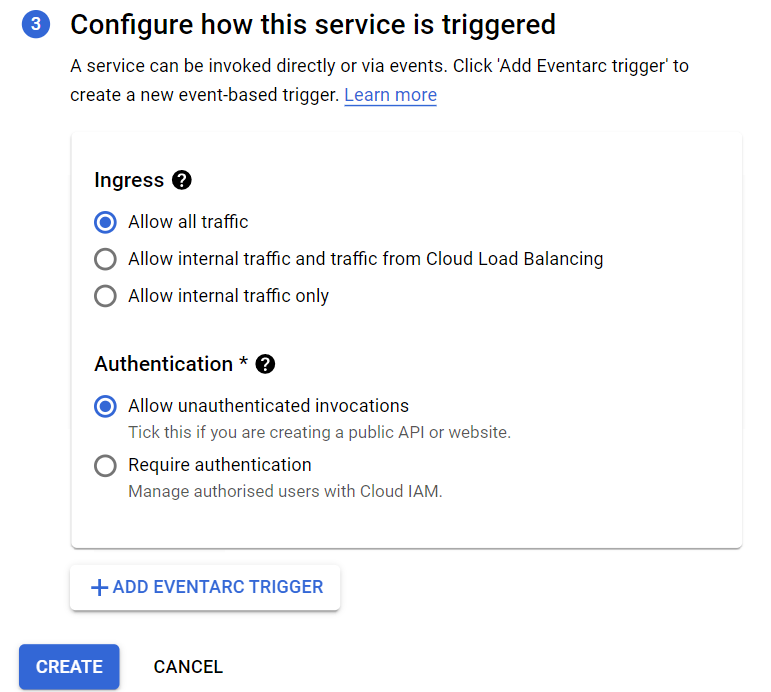 3 Configure how this service is triggered
A service can be invoked directly or via events. Click 'Add Eventarc trigger' to
create a new event-based trigger. Learn more
Ingress ?
Allow all traffic
Allow internal traffic and traffic from Cloud Load Balancing
Allow internal traffic only
Authentication * ?
Allow unauthenticated invocations
Tick this if you are creating a public API or website.
Require authentication
Manage authorised users with Cloud IAM.
+ ADD EVENTARC TRIGGER
CREATE CANCEL